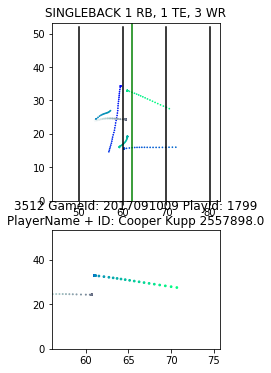 SINGLEBACK 1 RB, 1 TE, 3 WR
50
40
30
20
10
0
50 60 70 80
3512 GameId: 2017091009 PlayId: 1799
PlayerName + ID: Cooper Kupp 2557898.0
40
20
0
60 65 70 75